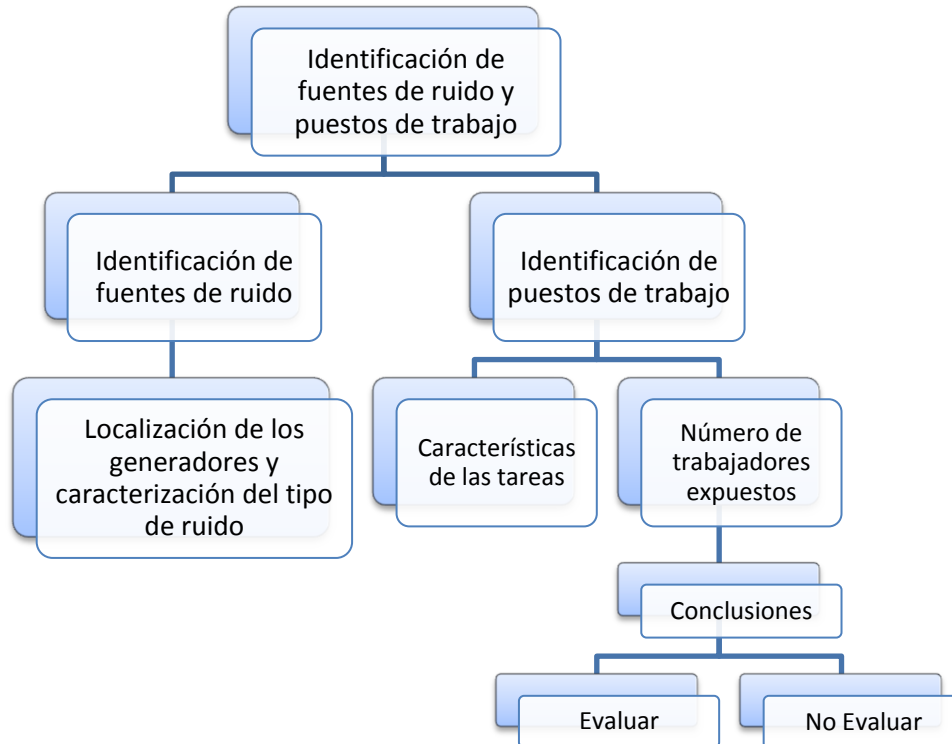 Identificación de
fuentes de ruido y
puestos de trabajo
Identificación de
fuentes de ruido
Identificación de
puestos de trabajo
Localización de los
generadores y
caracterización del tipo
de ruido
Característícas
de las tareas
Número de
trabajadores
expuestos
Conclusiones
Evaluar
No Evaluar